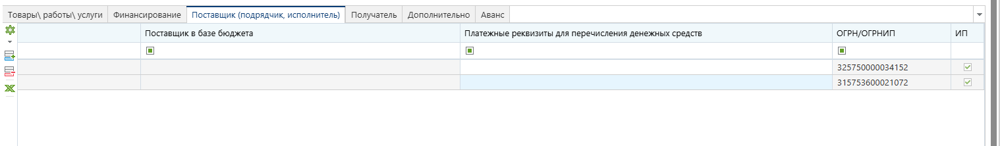 Товары\ работы\ услуги Финансирование Поставщик (подрядчик, исполнитель) Получатель Дополнительно Аванс
Поставщик в базе бюджета Платежные реквизиты для перечисления денежных средств ОГРН/ОГРНИП ИП
325750000034152
315753600021072